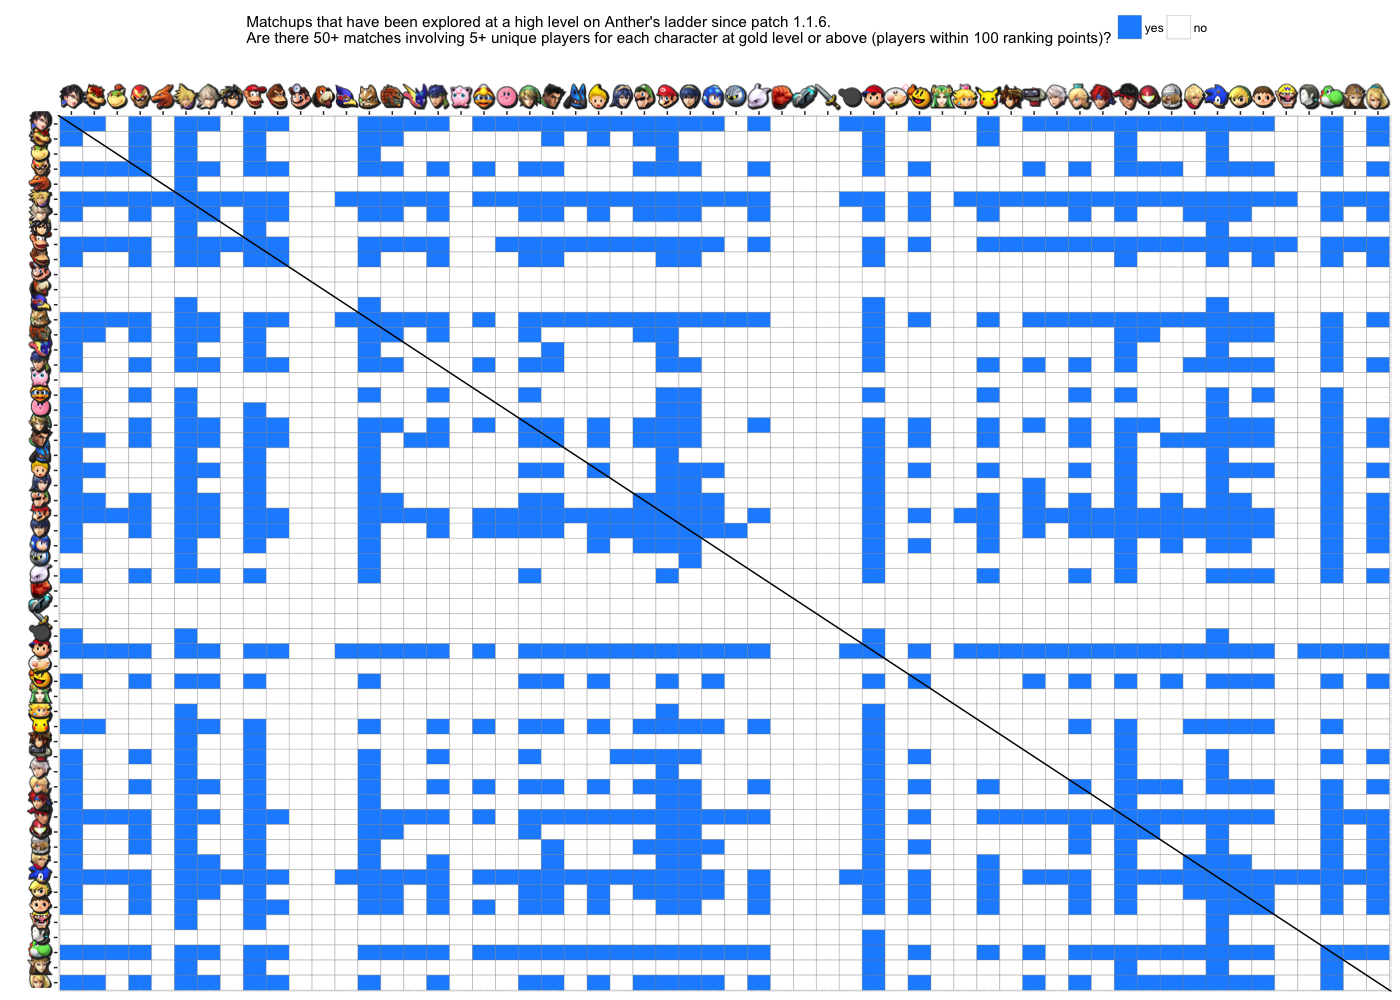 Matchups that have been explored at a high level on Anther's ladder since patch 1.1.6.
Are there 50+ matches involving 5+ unique players for each character at gold level or above (players within 100 ranking points)?
yes no